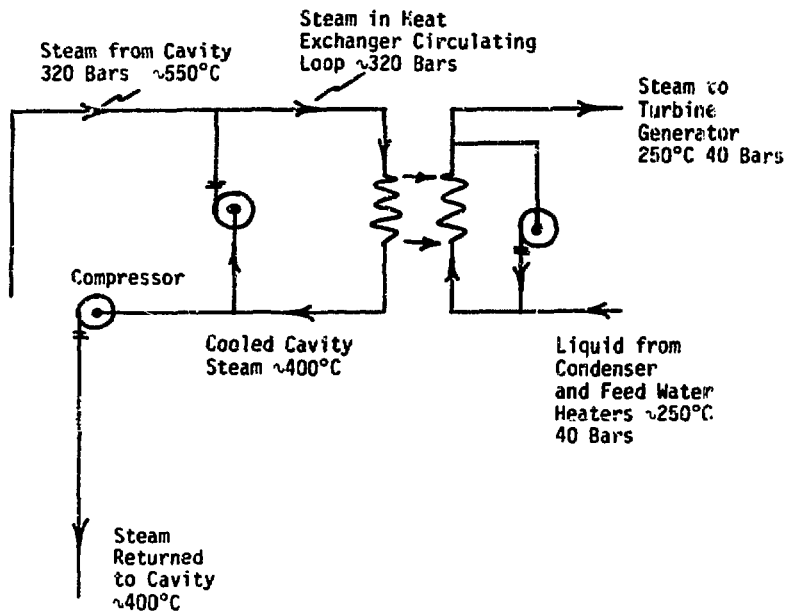 Steam from Cavity
320 Bars ~550°C
Steam in Heat
Exchanger Circulating
Loop ~320 Bars
Steam to
Turbine
Generator
250°C 40 Bars
Compressor
Cooled Cavity
Steam ~400°C
Liquid from
Condenser
and Feed Water
Heaters ~250°C
40 Bars
Steam
Returned
to Cavity
~400°C